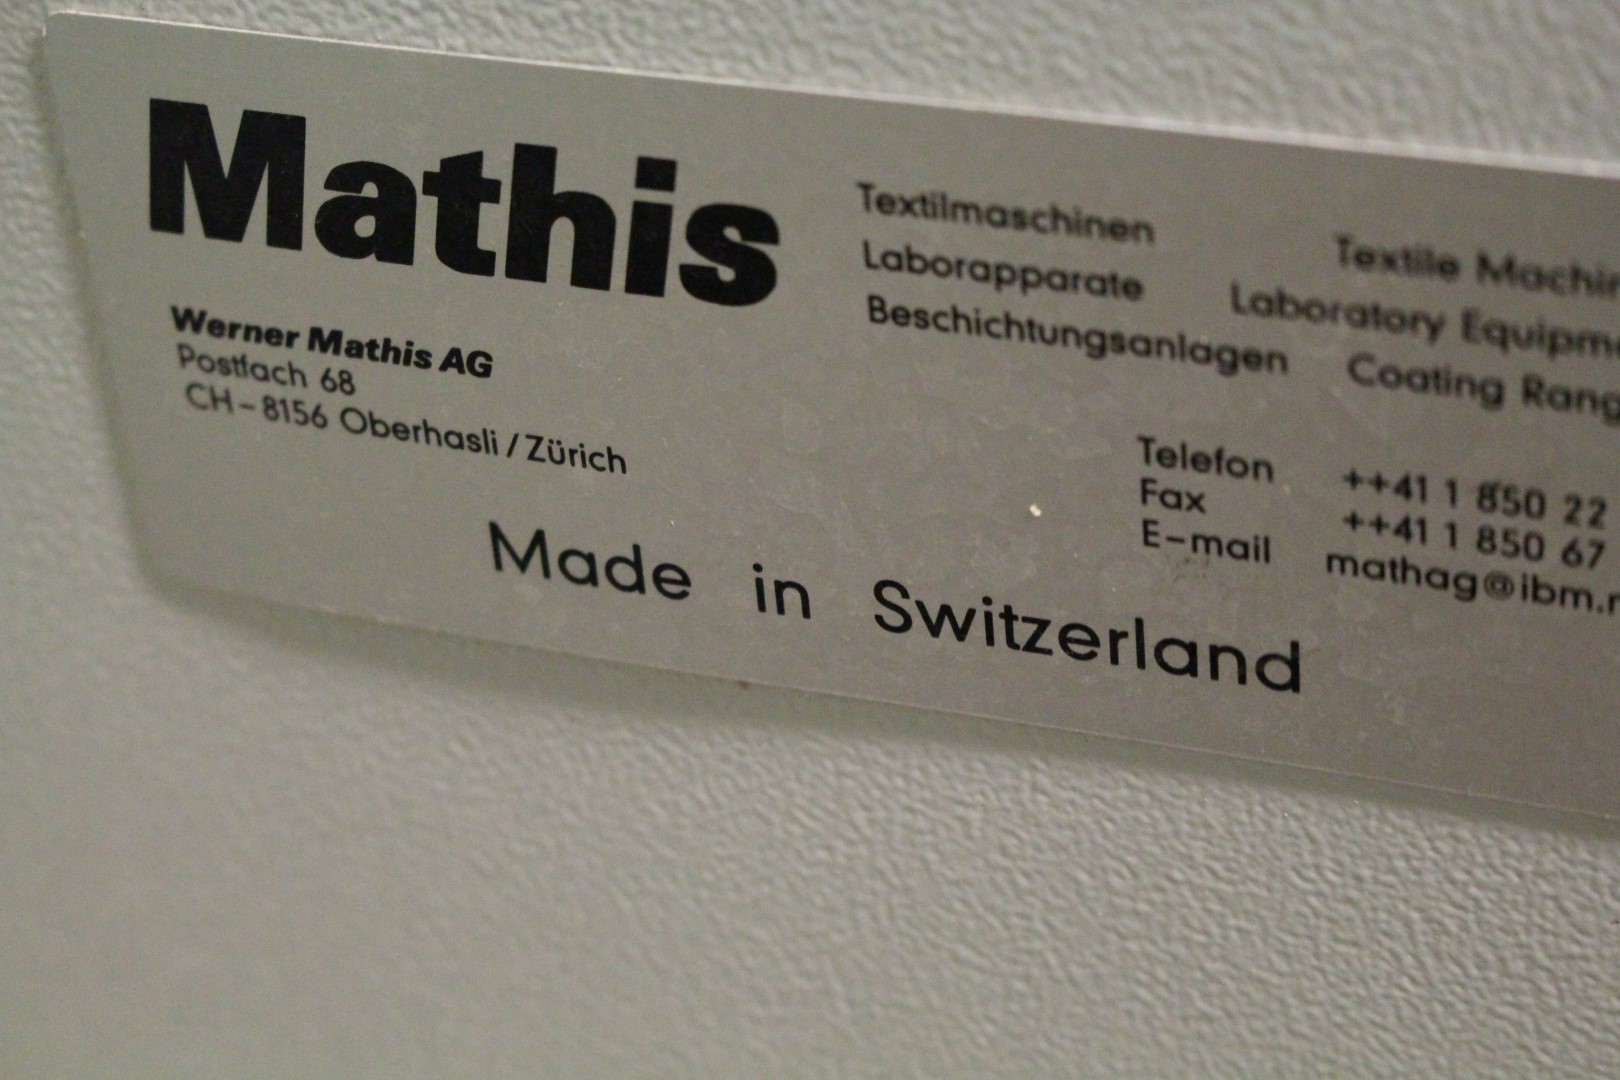 Mathis
Werner Mathis AG
Postfach 68
CH-8156 Oberhasli / Zürich
Textilmaschinen Textile Machin
Laborapparate Laboratory Equipme
Beschichtungsanlagen Coating Rang
Telefon ++41 1 850 22
Fax ++41 1 850 67
E-mail mathag@ibm.
Made in Switzerland